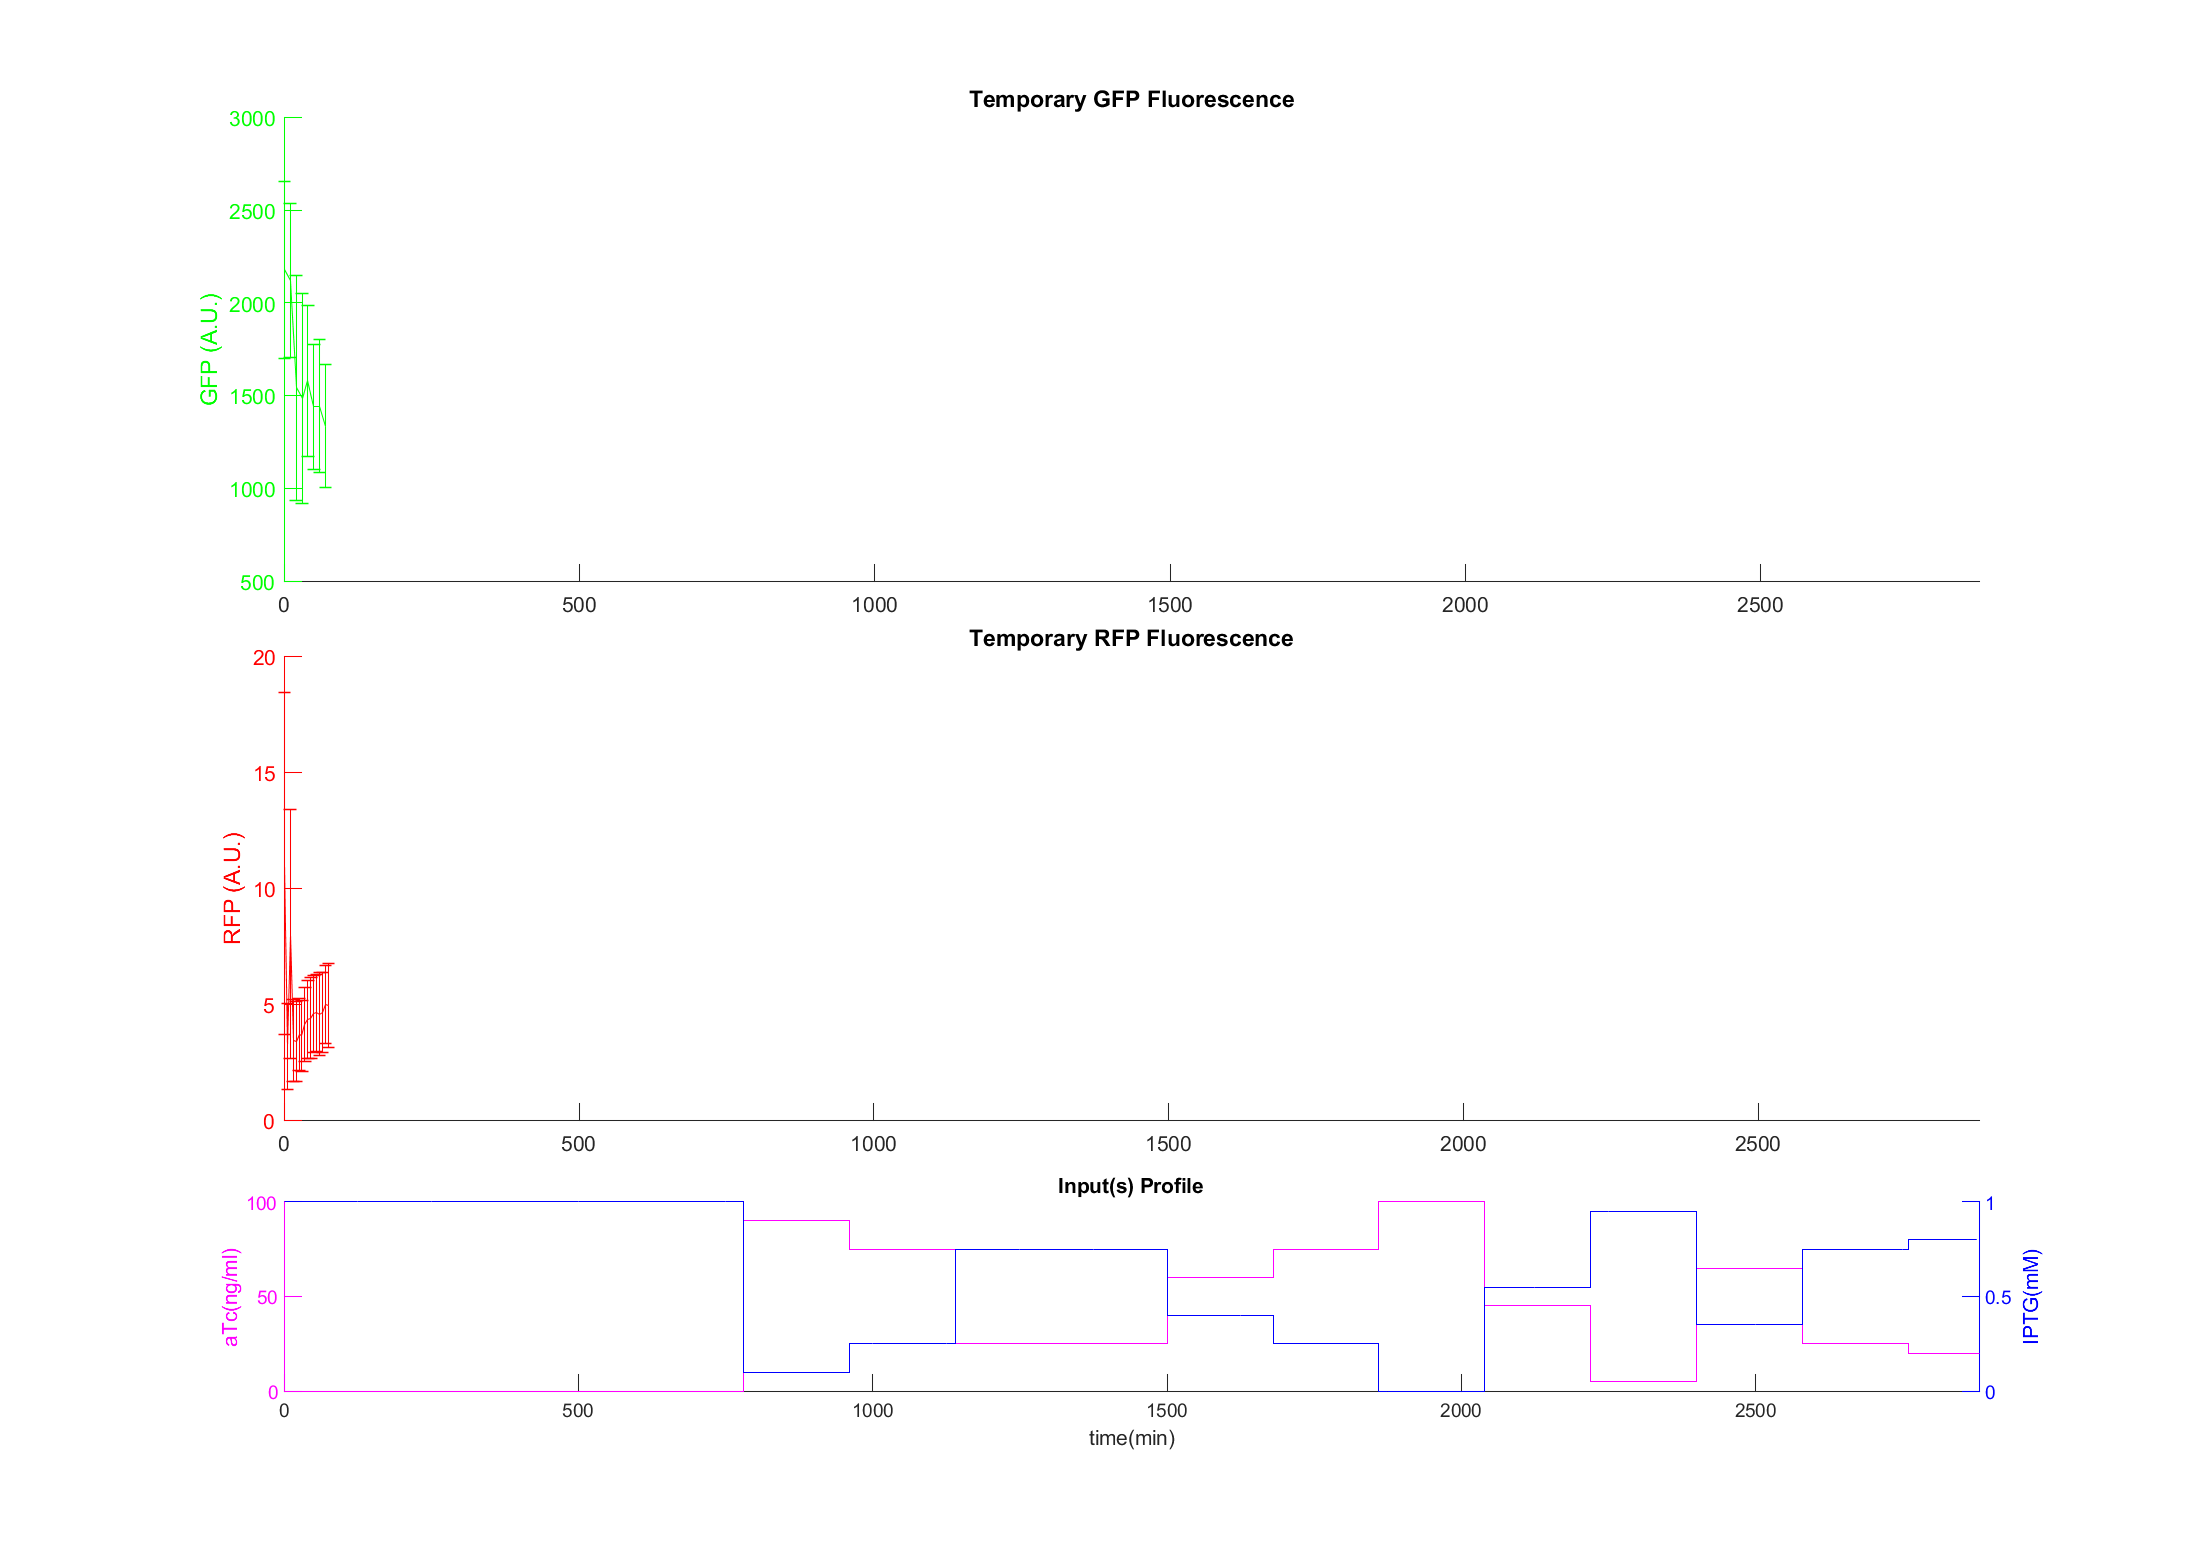 Temporary GFP Fluorescence
3000
2500
2000
1500
1000
500
GFP (A.U.)
0 500 1000 1500 2000 2500
Temporary RFP Fluorescence
20
15
10
5
0
RFP (A.U.)
0 500 1000 1500 2000 2500
Input(s) Profile
100
50
0
aTc(ng/ml)
1
0.5
0
IPTG(mM)
0 500 1000 1500 2000 2500
time(min)